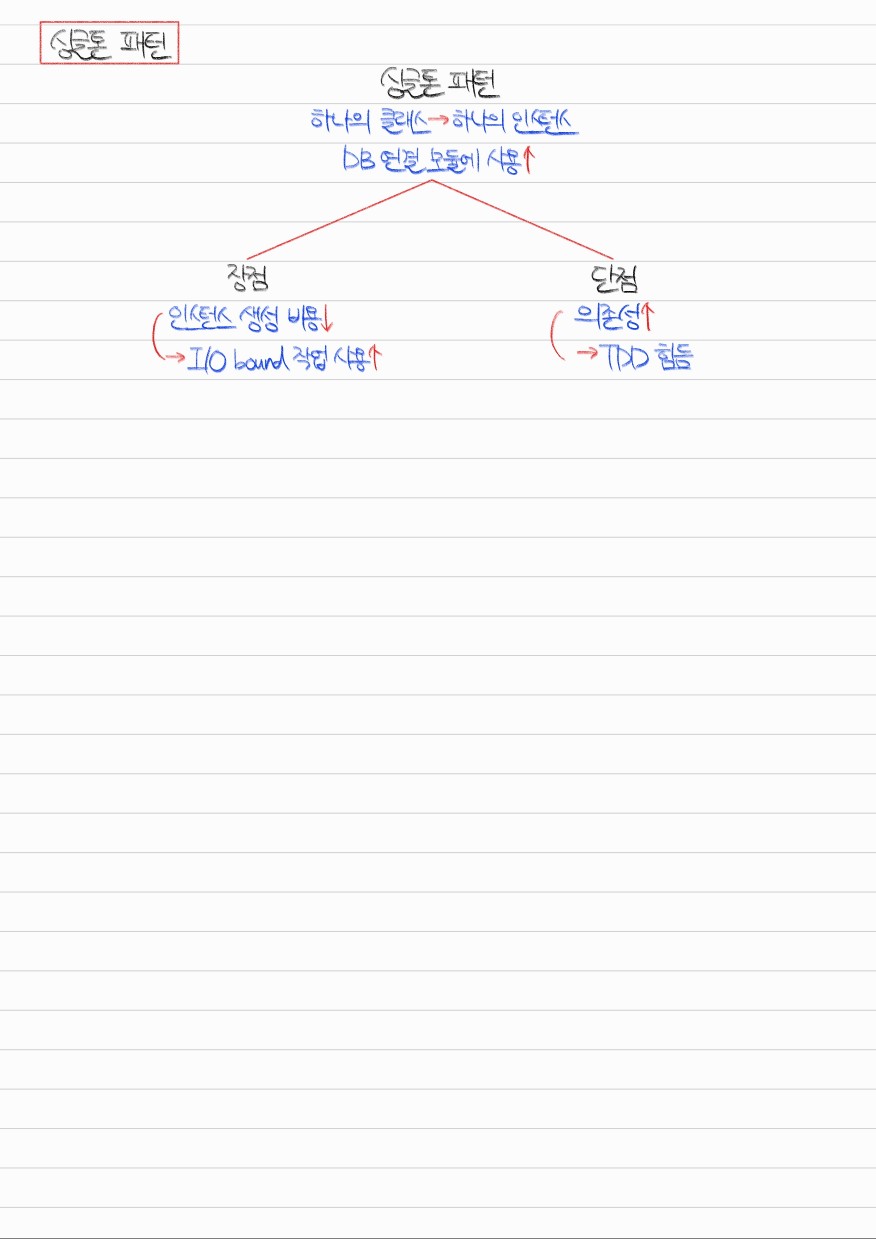 싱글톤 패턴
싱글톤 패턴
하나의 클래스→하나의 인스턴스
DB 연결 모듈에 사용↑
장점
인스턴스 생성 비용↓
→I/O bound 작업 사용↑
단점
의존성↑
→TDD 힘듦